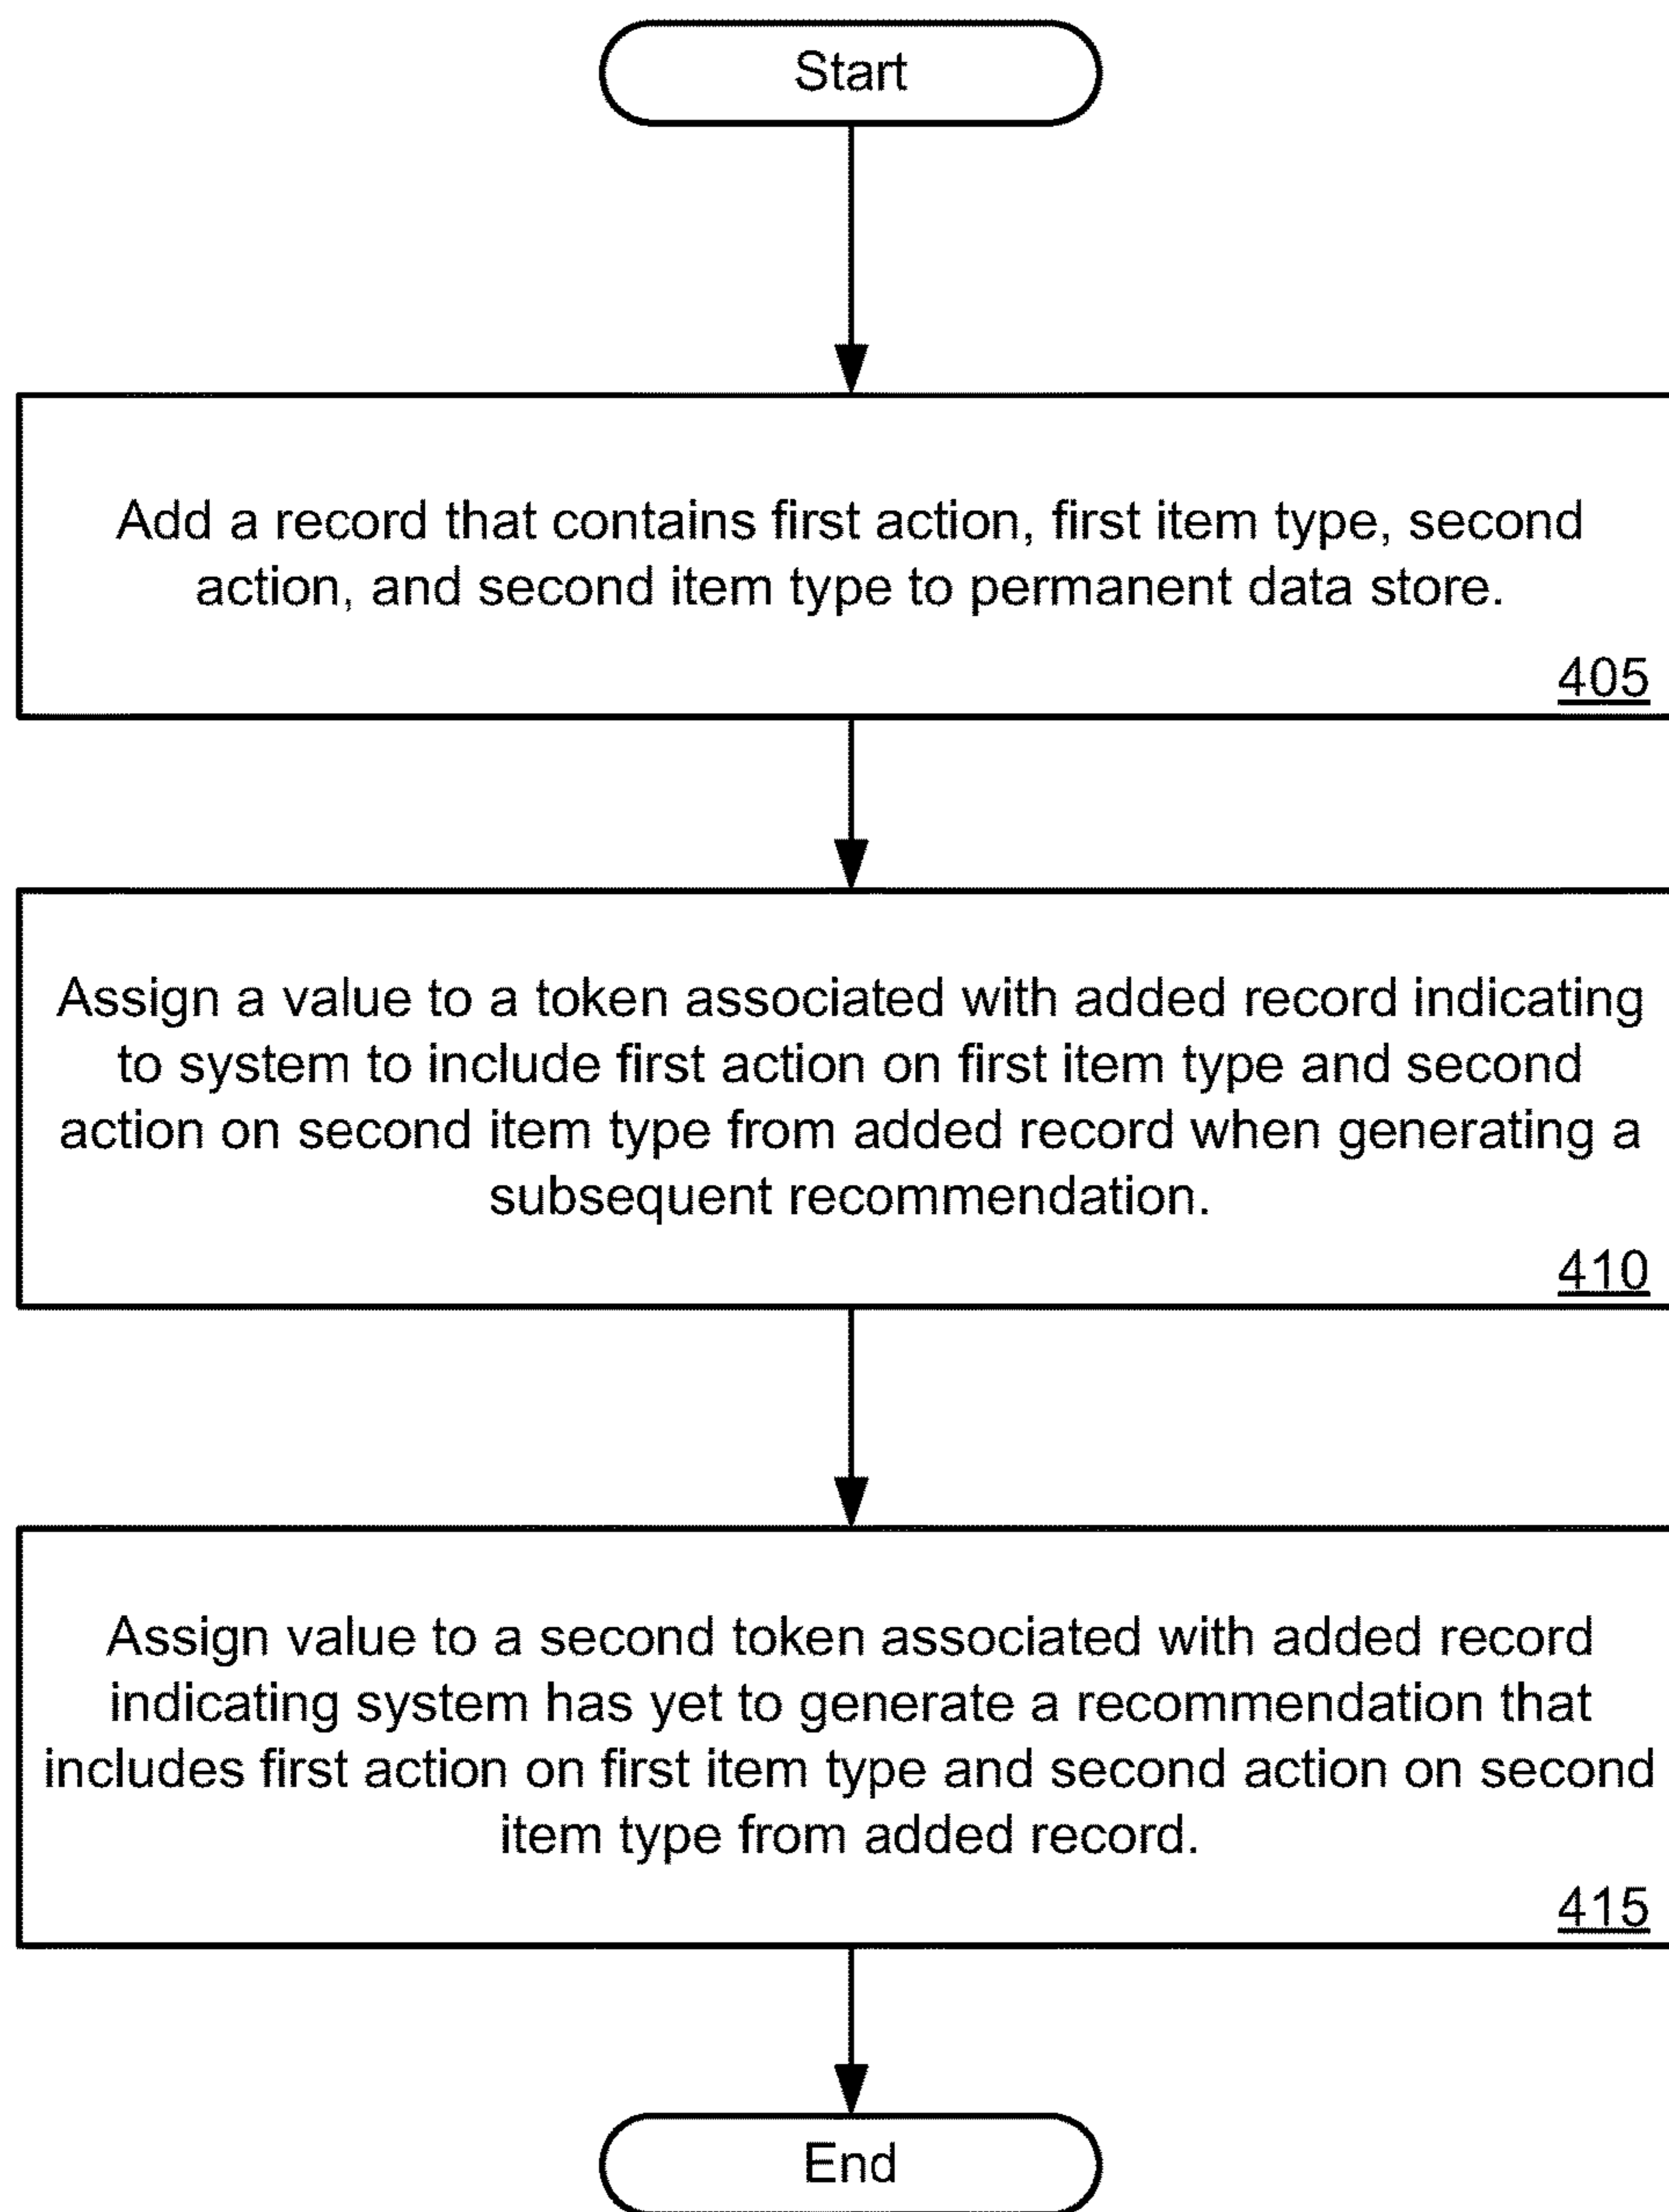 Start
Add a record that contains first action, first item type, second
action, and second item type to permanent data store.
405
Assign a value to a token associated with added record indicating
to system to include first action on first item type and second
action on second item type from added record when generating a
subsequent recommendation.
410
Assign value to a second token associated with added record
indicating system has yet to generate a recommendation that
includes first action on first item type and second action on second
item type from added record.
415
End